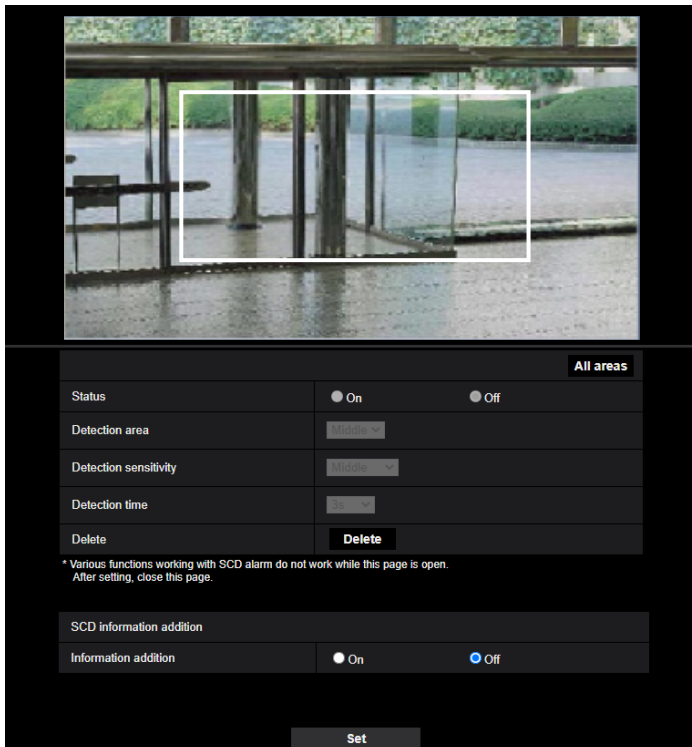 All areas
Status On Off
Detection area Middle
Detection sensitivity Middle
Detection time 3s
Delete Delete
* Various functions working with SCD alarm do not work while this page is open.
After setting, close this page.
SCD information addition
Information addition On Off
Set